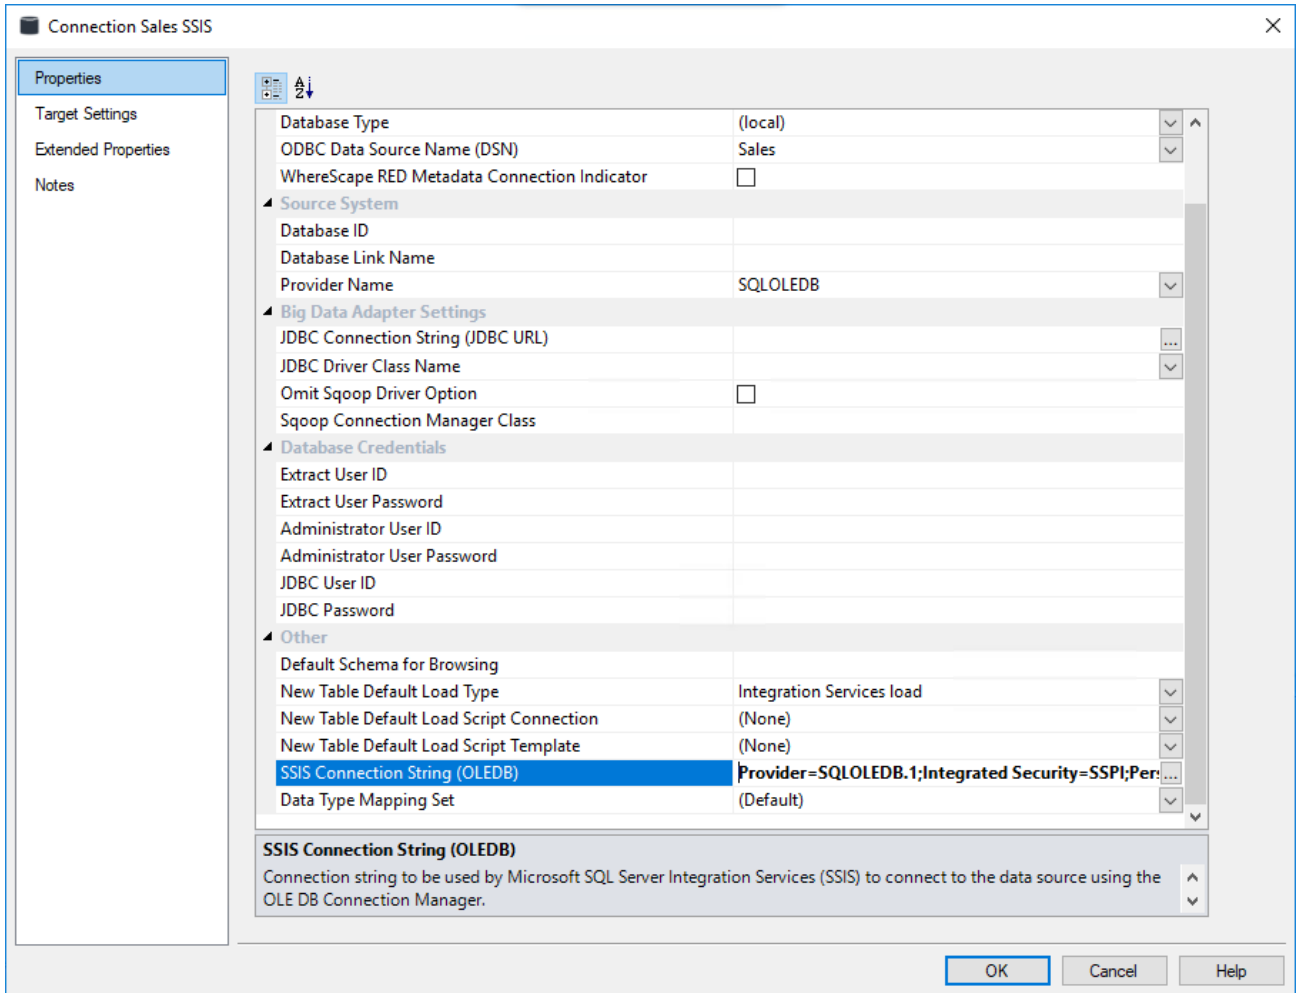 Connection Sales SSIS
Properties
Target Settings
Extended Properties
Notes
Database Type (local)
ODBC Data Source Name (DSN) Sales
WhereScape RED Metadata Connection Indicator
Source System
Database ID
Database Link Name
Provider Name SQLOLEDB
Big Data Adapter Settings
JDBC Connection String (JDBC URL) ...
JDBC Driver Class Name
Omit Sqoop Driver Option
Sqoop Connection Manager Class
Database Credentials
Extract User ID
Extract User Password
Administrator User ID
Administrator User Password
JDBC User ID
JDBC Password
Other
Default Schema for Browsing
New Table Default Load Type Integration Services load
New Table Default Load Script Connection (None)
New Table Default Load Script Template (None)
SSIS Connection String (OLEDB) Provider=SQLOLEDB.1;Integrated Security=SSPI;Per ...
Data Type Mapping Set (Default)
SSIS Connection String (OLEDB)
Connection string to be used by Microsoft SQL Server Integration Services (SSIS) to connect to the data source using the
OLE DB Connection Manager.
OK Cancel Help